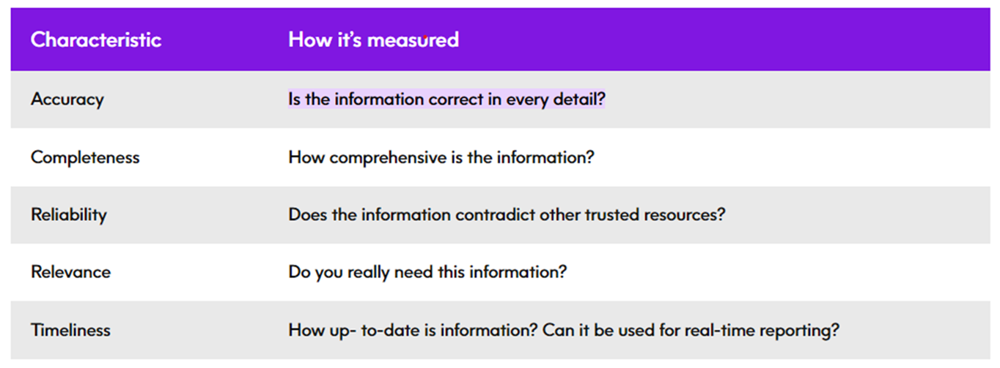 Characteristic How it's measured
Accuracy Is the information correct in every detail?
Completeness How comprehensive is the information?
Reliability Does the information contradict other trusted resources?
Relevance Do you really need this information?
Timeliness How up- to-date is information? Can it be used for real-time reporting?